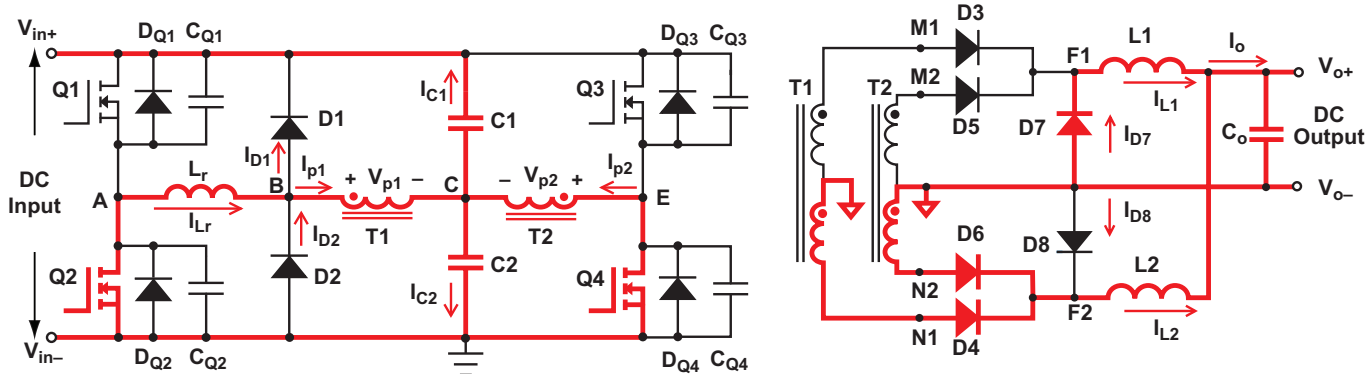 Vin+
DQ1
CQ1
DQ3
CQ3
Q1
Q3
D1
IC1
C1
DC
Input
Lr
ID1
Ip1
+ Vp1 −
− Vp2 +
Ip2
A
B
C
E
ILr
ID2
T1
T2
Q2
D2
C2
Q4
IC2
Vin−
DQ2
CQ2
DQ4
CQ4
M1
D3
F1
L1
Io
Vo+
M2
T1
T2
D5
IL1
D7
ID7
Co
DC
Output
Vo−
ID8
D6
D8
L2
N2
N1
D4
F2
IL2